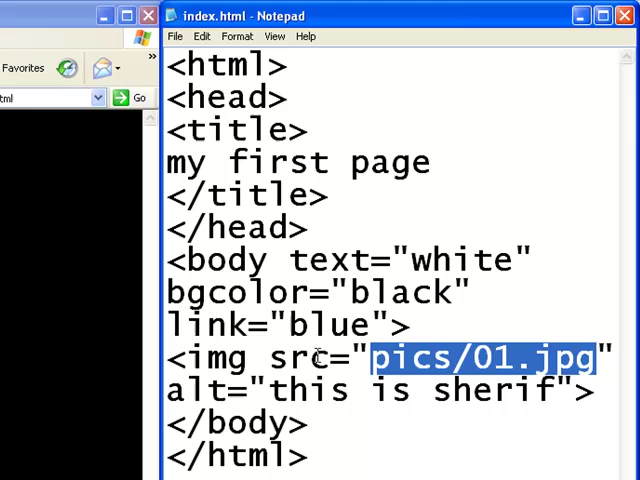 index.html - Notepad
Favorites
File Edit Format View Help
tml
Go
<html>
<head>
<title>
my first page
</title>
</head>
<body text="white"
bgcolor="black"
link="blue">
<img src="pics/01.jpg"
alt="this is sherif">
</body>
</html>